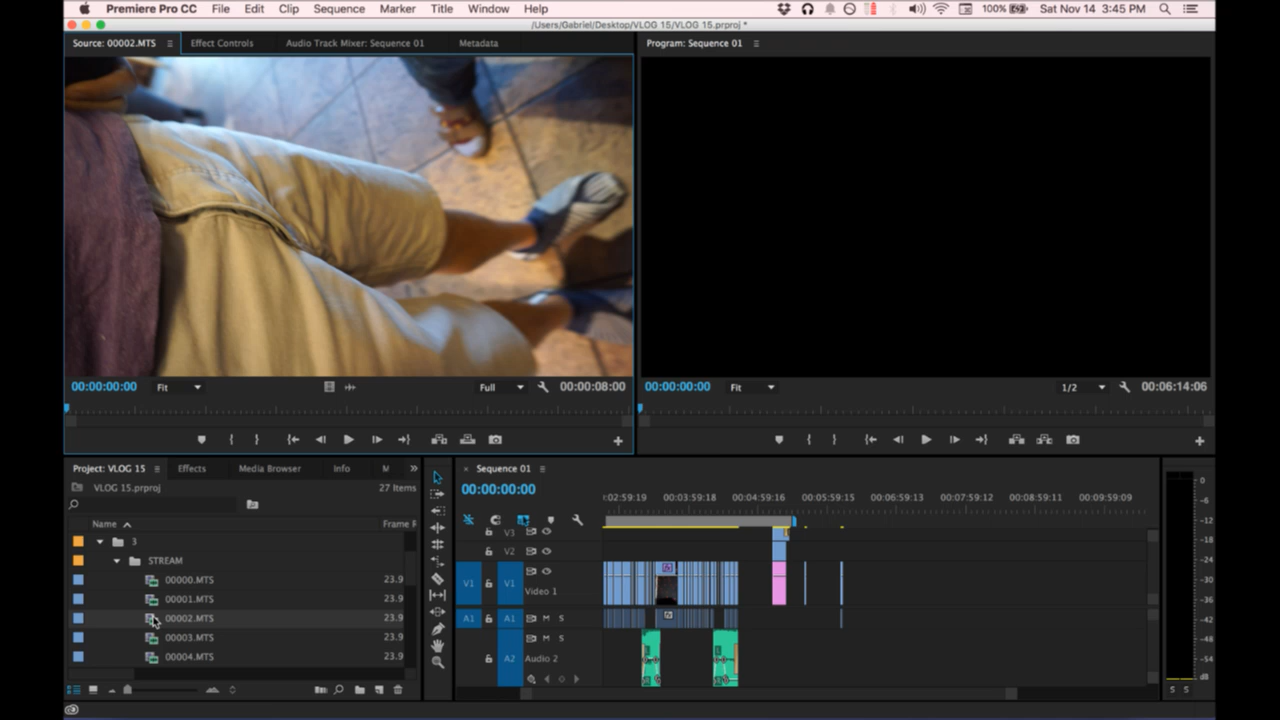 Premiere Pro CC File Edit Clip Sequence Marker Title Window Help 100% Sat Nov 14 3:45 PM
/Users/Gabriel/Desktop/VLOG 15/VLOG 15.prproj *
Source: 00002.MTS Effect Controls Audio Track Mixer: Sequence 01 Metadata
Program: Sequence 01
00:00:00:00 Fit Full 00:00:08:00
00:00:00:00 Fit 1/2 00:06:14:06
Project: VLOG 15 Effects Media Browser Info M
VLOG 15.prproj 27 Items
Name Frame R
3
STREAM
00000.MTS 23.9
00001.MTS 23.9
00002.MTS 23.9
00003.MTS 23.9
00004.MTS 23.9
× Sequence 01
00:00:00:00
:02:59:19 00:03:59:18 00:04:59:16 00:05:59:15 00:06:59:13 00:07:59:12 00:08:59:11 00:09:59:09
V3
V2
V1 V1 Video 1
A1 A1 M S
M S
A2 Audio 2
0
-6
-12
-18
-24
-30
-36
-42
-48
-54
dB
S S